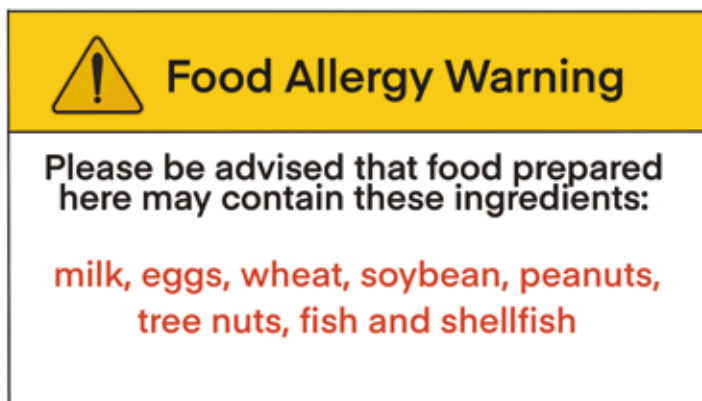 Food Allergy Warning
Please be advised that food prepared
here may contain these ingredients:
milk, eggs, wheat, soybean, peanuts,
tree nuts, fish and shellfish